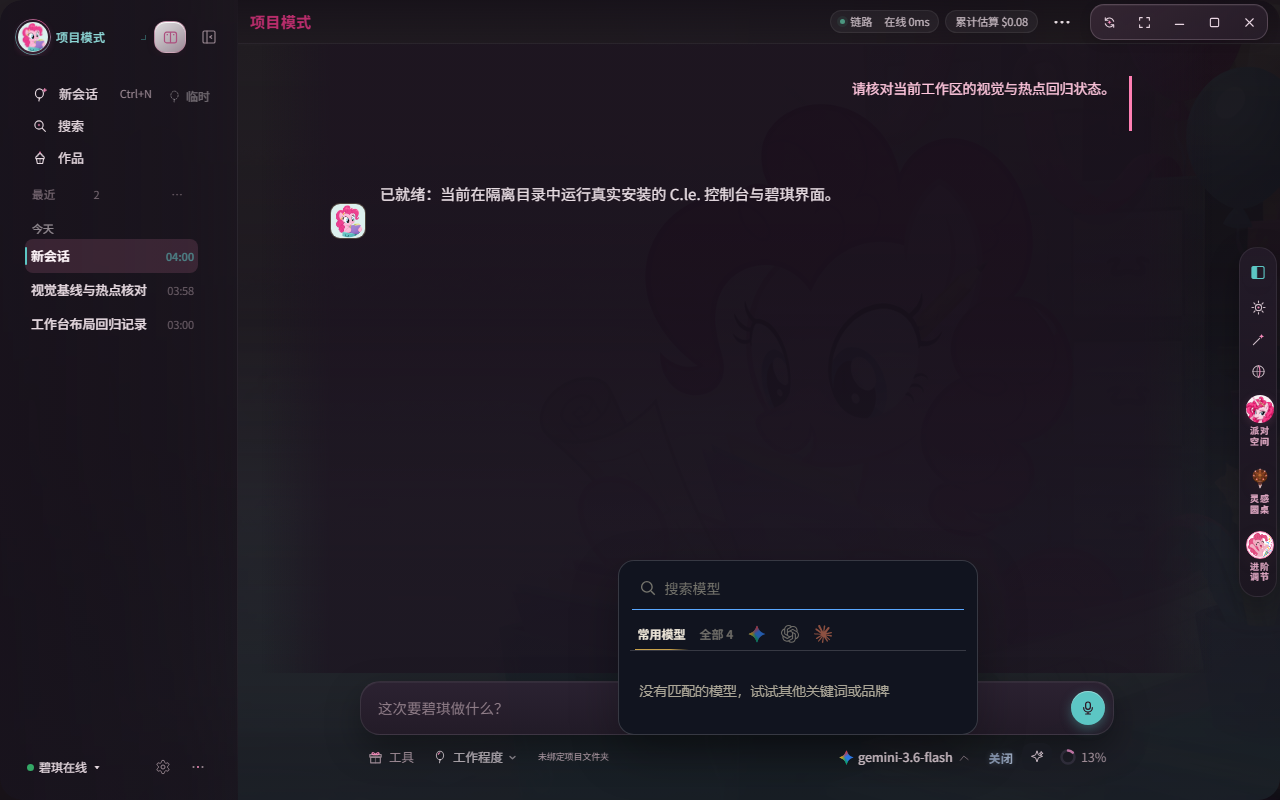 项目模式
新会话 Ctrl+N 临时
搜索
作品
最近 2 ...
今天
新会话 04:00
视觉基线与热点核对 03:58
工作台布局回归记录 03:00
碧琪在线
项目模式
链路 在线 0ms 累计估算 $0.08
请核对当前工作区的视觉与热点回归状态。
已就绪：当前在隔离目录中运行真实安装的 C.le. 控制台与碧琪界面。
搜索模型
常用模型 全部 4
没有匹配的模型，试试其他关键词或品牌
这次要碧琪做什么？
工具 工作程度 未绑定项目文件夹 gemini-3.6-flash 关闭 13%
派对
空间
灵感
圆桌
进阶
调节